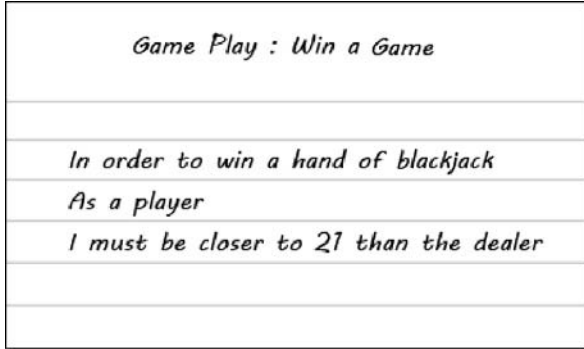 Game Play : Win a Game
In order to win a hand of blackjack
As a player
I must be closer to 21 than the dealer